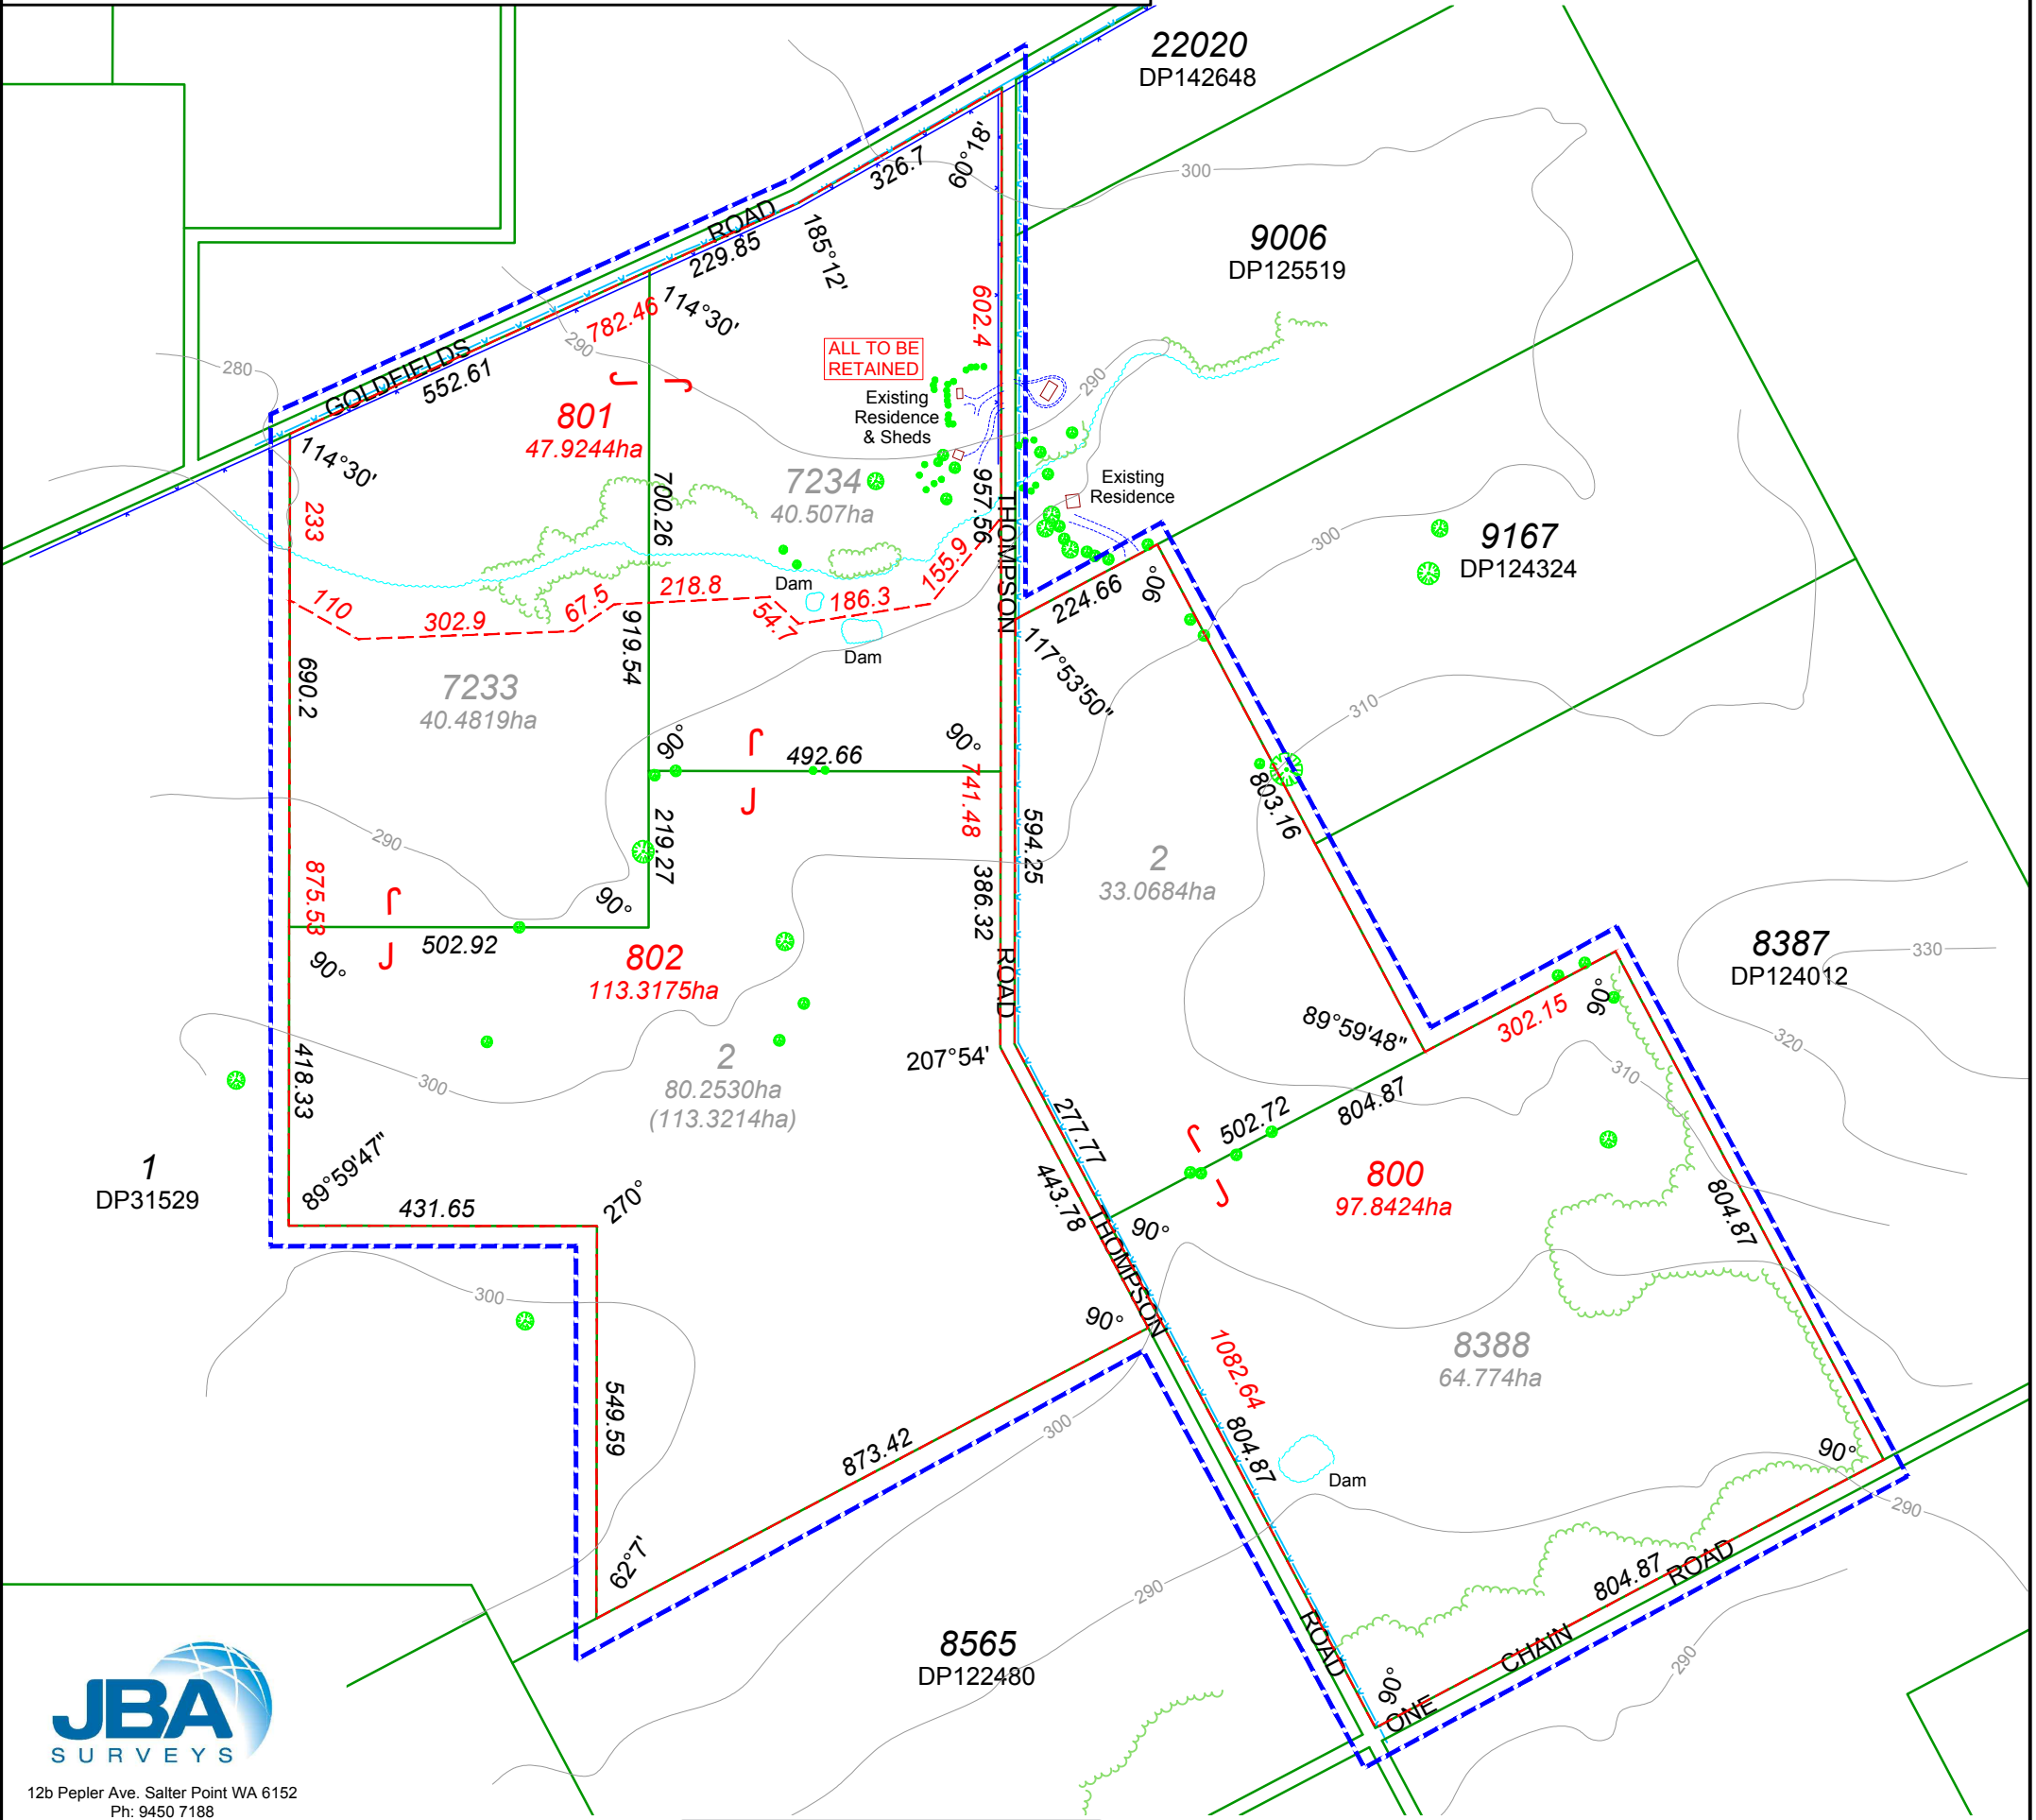 22020
DP142648
326.7
60°18'
300
ROAD
229.85
185°12'
9006
DP125519
114°30'
782.46
290
602.4
ALL TO BE
RETAINED
280
GOLDFIELDS
552.61
290
Existing
Residence
& Sheds
801
47.9244ha
114°30'
7234
40.507ha
700.26
957.56
THOMPSON
Existing
Residence
233
300
9167
DP124324
155.9
Dam
218.8
186.3
54.7
67.5
110
302.9
224.66
90°
919.54
Dam
117°53'50"
690.2
7233
40.4819ha
310
90°
492.66
90°
741.48
803.16
594.25
290
219.27
2
33.0684ha
875.53
90°
386.32
502.92
90°
802
113.3175ha
ROAD
8387
DP124012
330
90°
302.15
89°59'48"
320
418.33
300
207°54'
2
80.2530ha
(113.3214ha)
310
804.87
277.77
502.72
1
DP31529
89°59'47"
431.65
270°
443.78
800
97.8424ha
804.87
90°
THOMPSON
300
90°
1082.64
8388
64.774ha
549.59
873.42
300
804.87
90°
Dam
290
62°7'
290
804.87
ROAD
8565
DP122480
ROAD
CHAIN
290
90°
ONE
JBA
SURVEYS
12b Pepler Ave. Salter Point WA 6152
Ph: 9450 7188